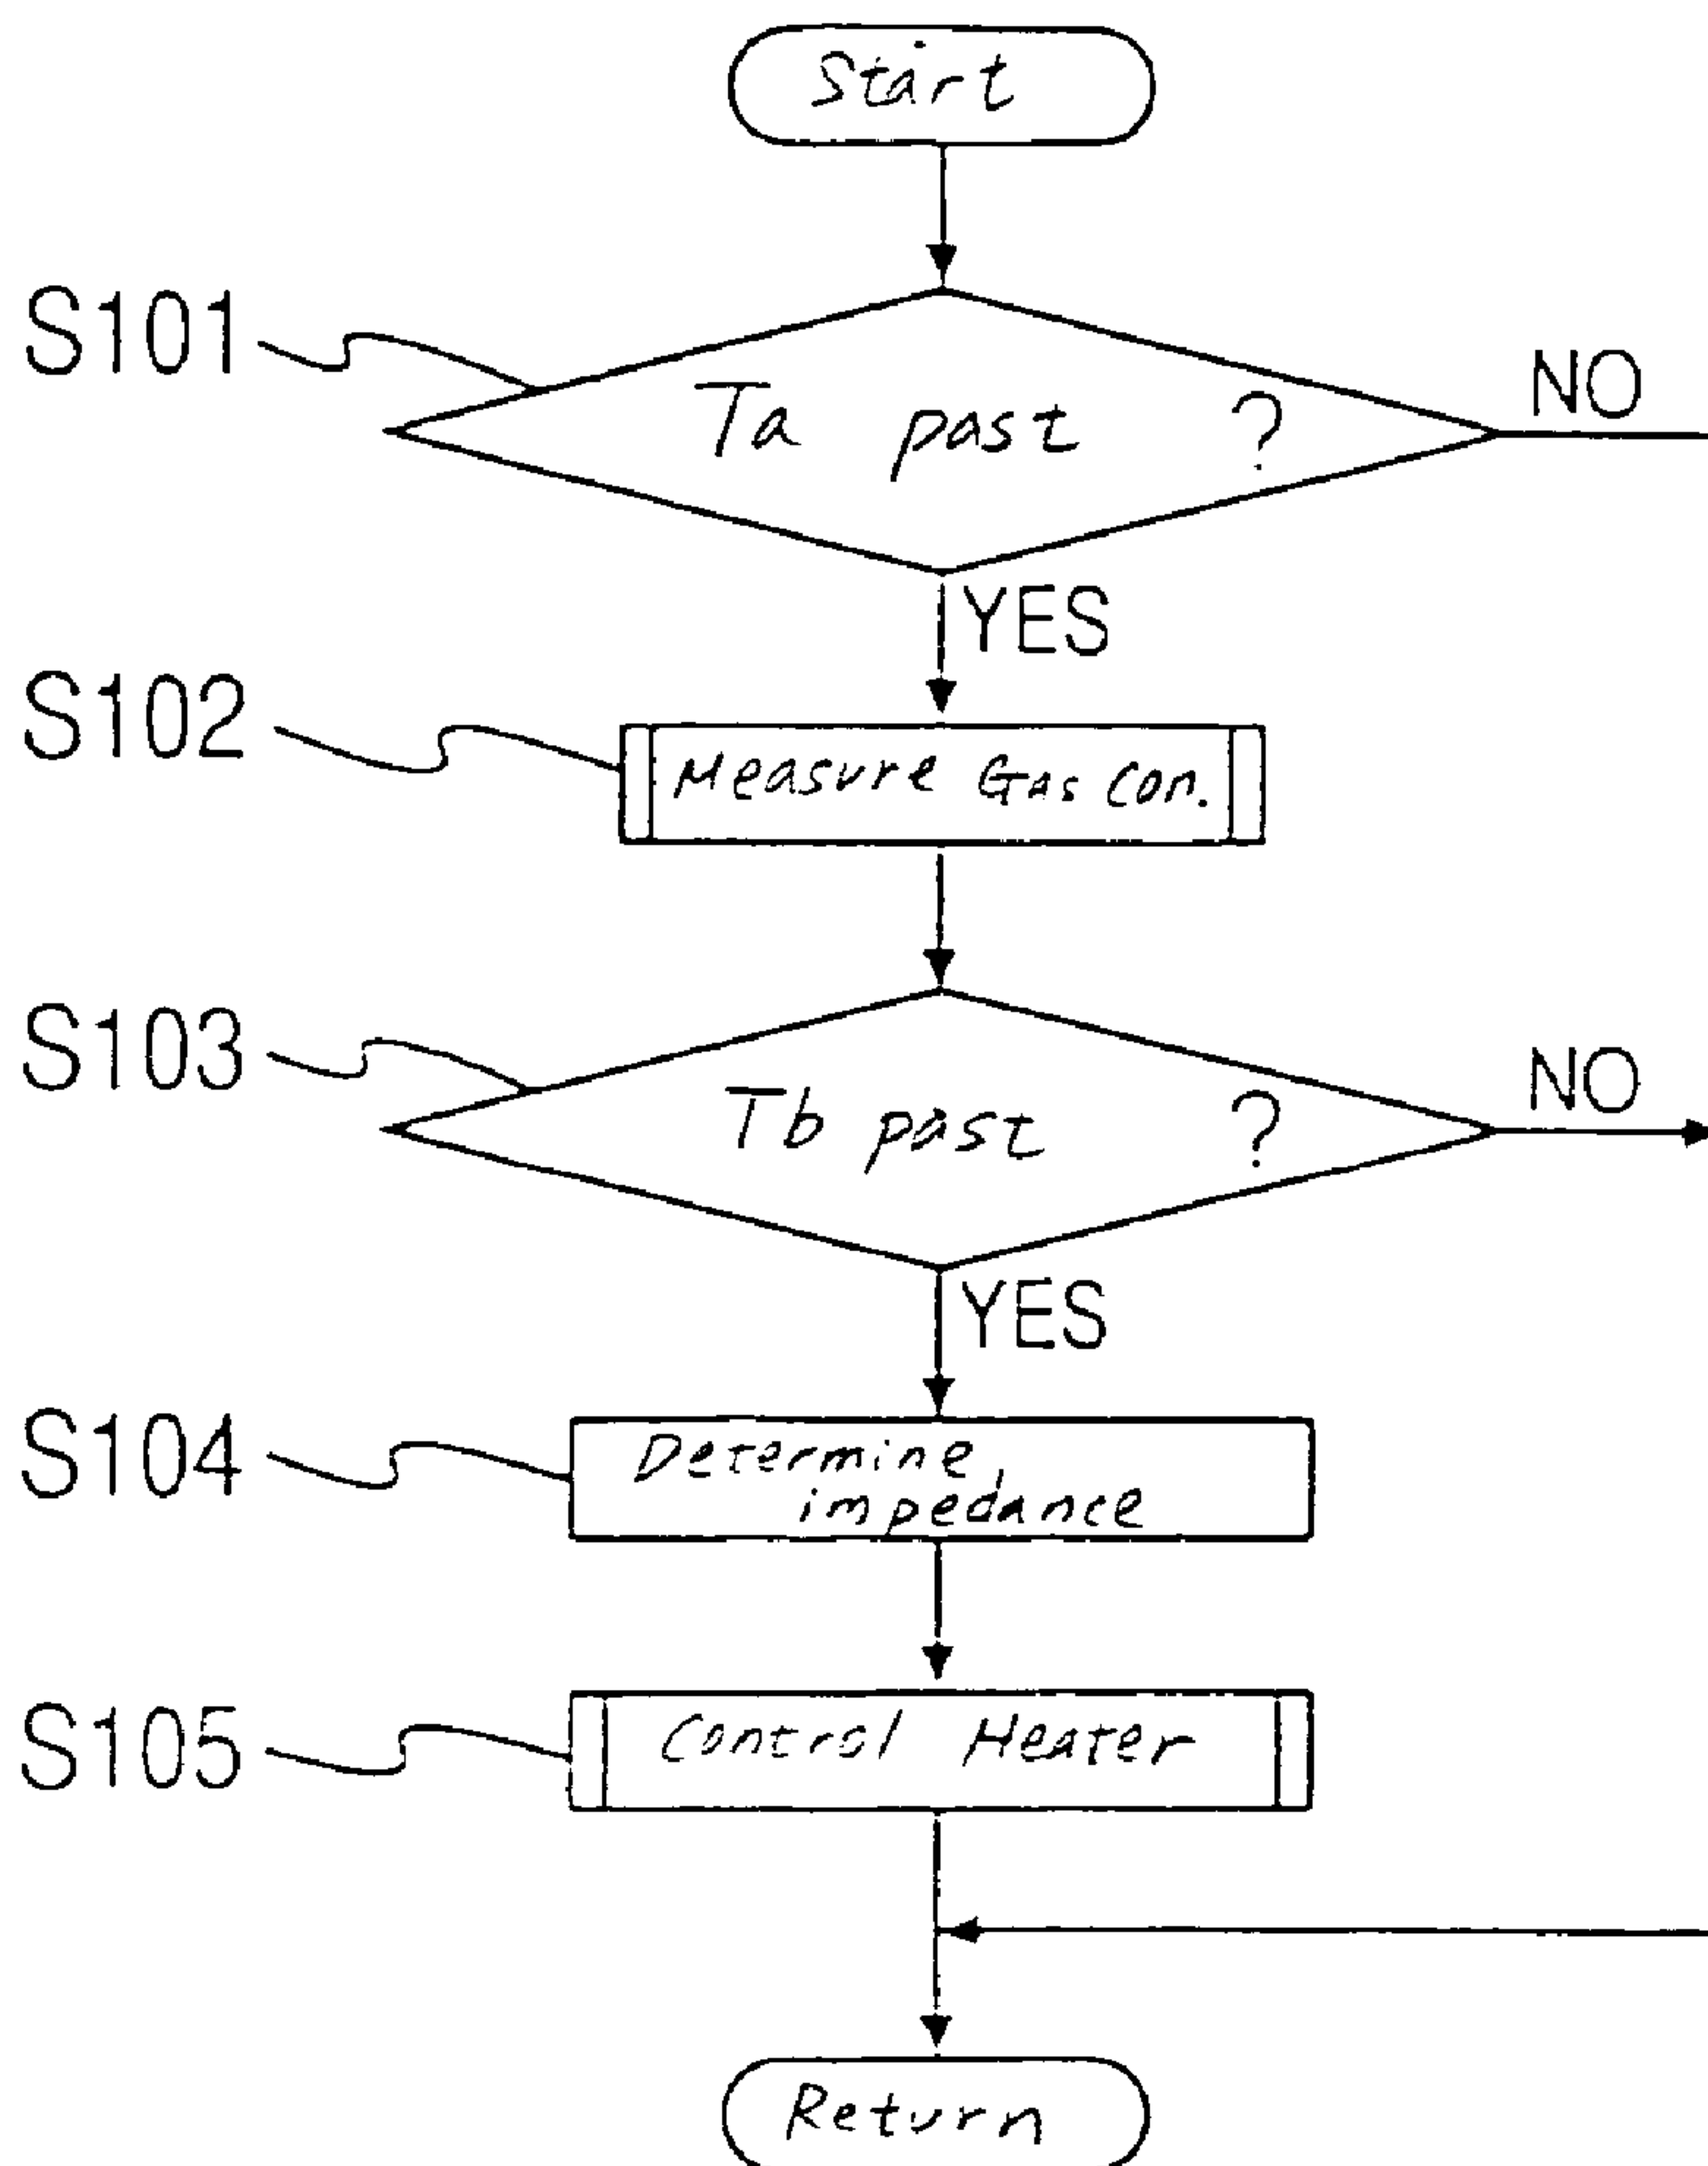 Start
S101
Ta past ?
NO
YES
S102
Measure Gas Con.
S103
Tb past ?
NO
YES
S104
Determine
impedance
S105
Control Heater
Return